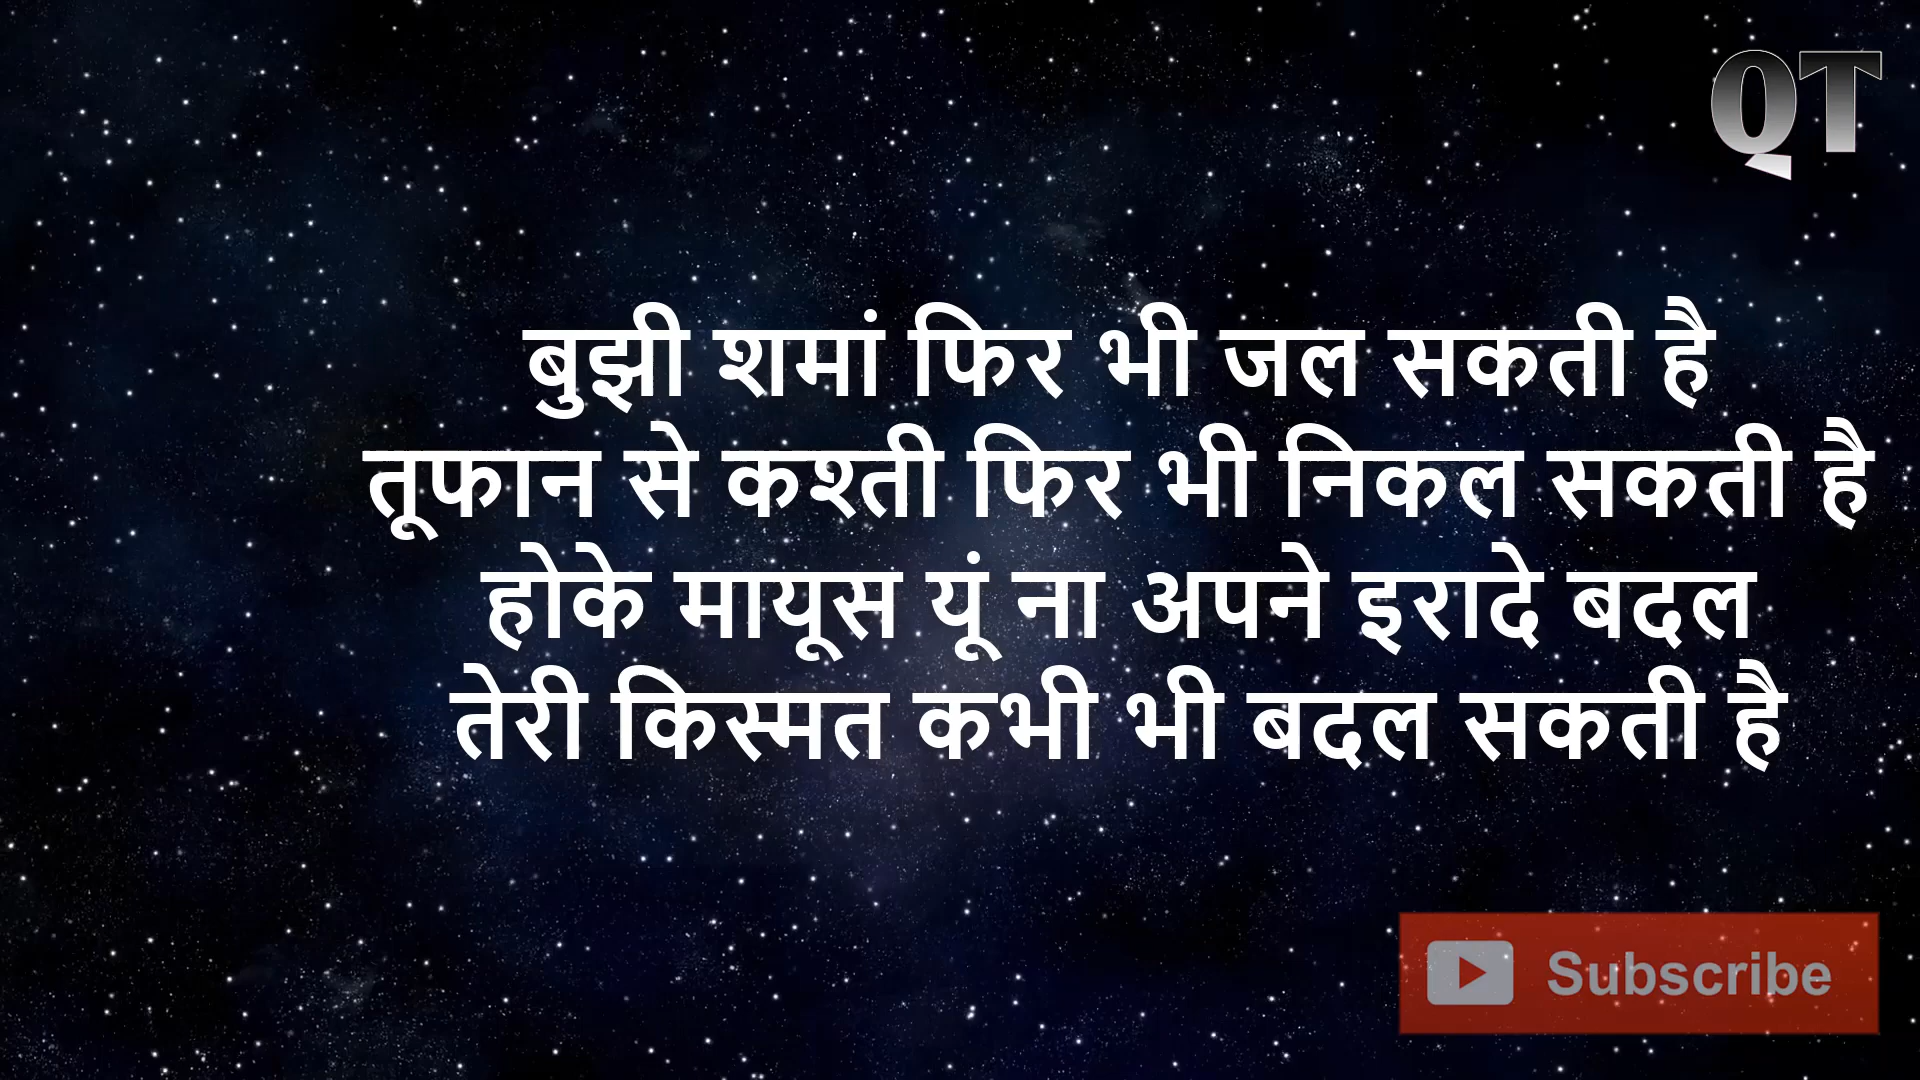 QT
बुझी शमां फिर भी जल सकती है
तूफान से कश्ती फिर भी निकल सकती है
होके मायूस यूं ना अपने इरादे बदल
तेरी किस्मत कभी भी बदल सकती है
Subscribe